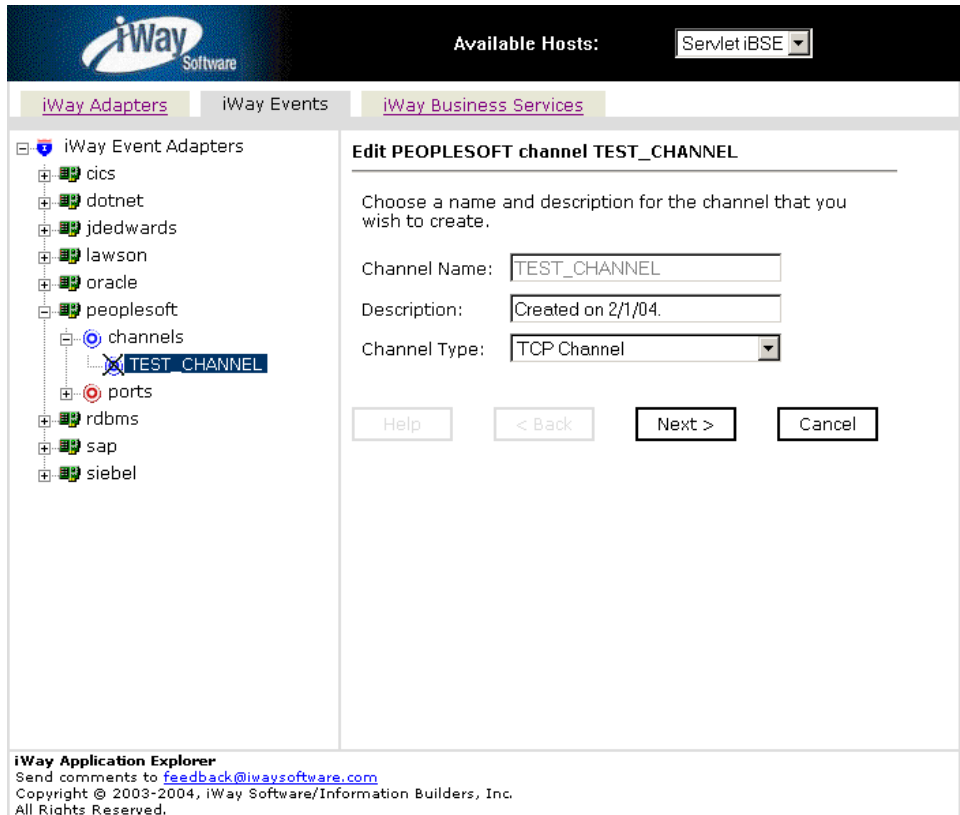 iWay
Software
Available Hosts:
Servlet iBSE
iWay Adapters
iWay Events
iWay Business Services
iWay Event Adapters
cics
dotnet
jdedwards
lawson
oracle
peoplesoft
channels
TEST_CHANNEL
ports
rdbms
sap
siebel
Edit PEOPLESOFT channel TEST_CHANNEL
Choose a name and description for the channel that you
wish to create.
Channel Name: TEST_CHANNEL
Description: Created on 2/1/04.
Channel Type: TCP Channel
Help < Back Next > Cancel
iWay Application Explorer
Send comments to feedback@iwaysoftware.com
Copyright © 2003-2004, iWay Software/Information Builders, Inc.
All Rights Reserved.